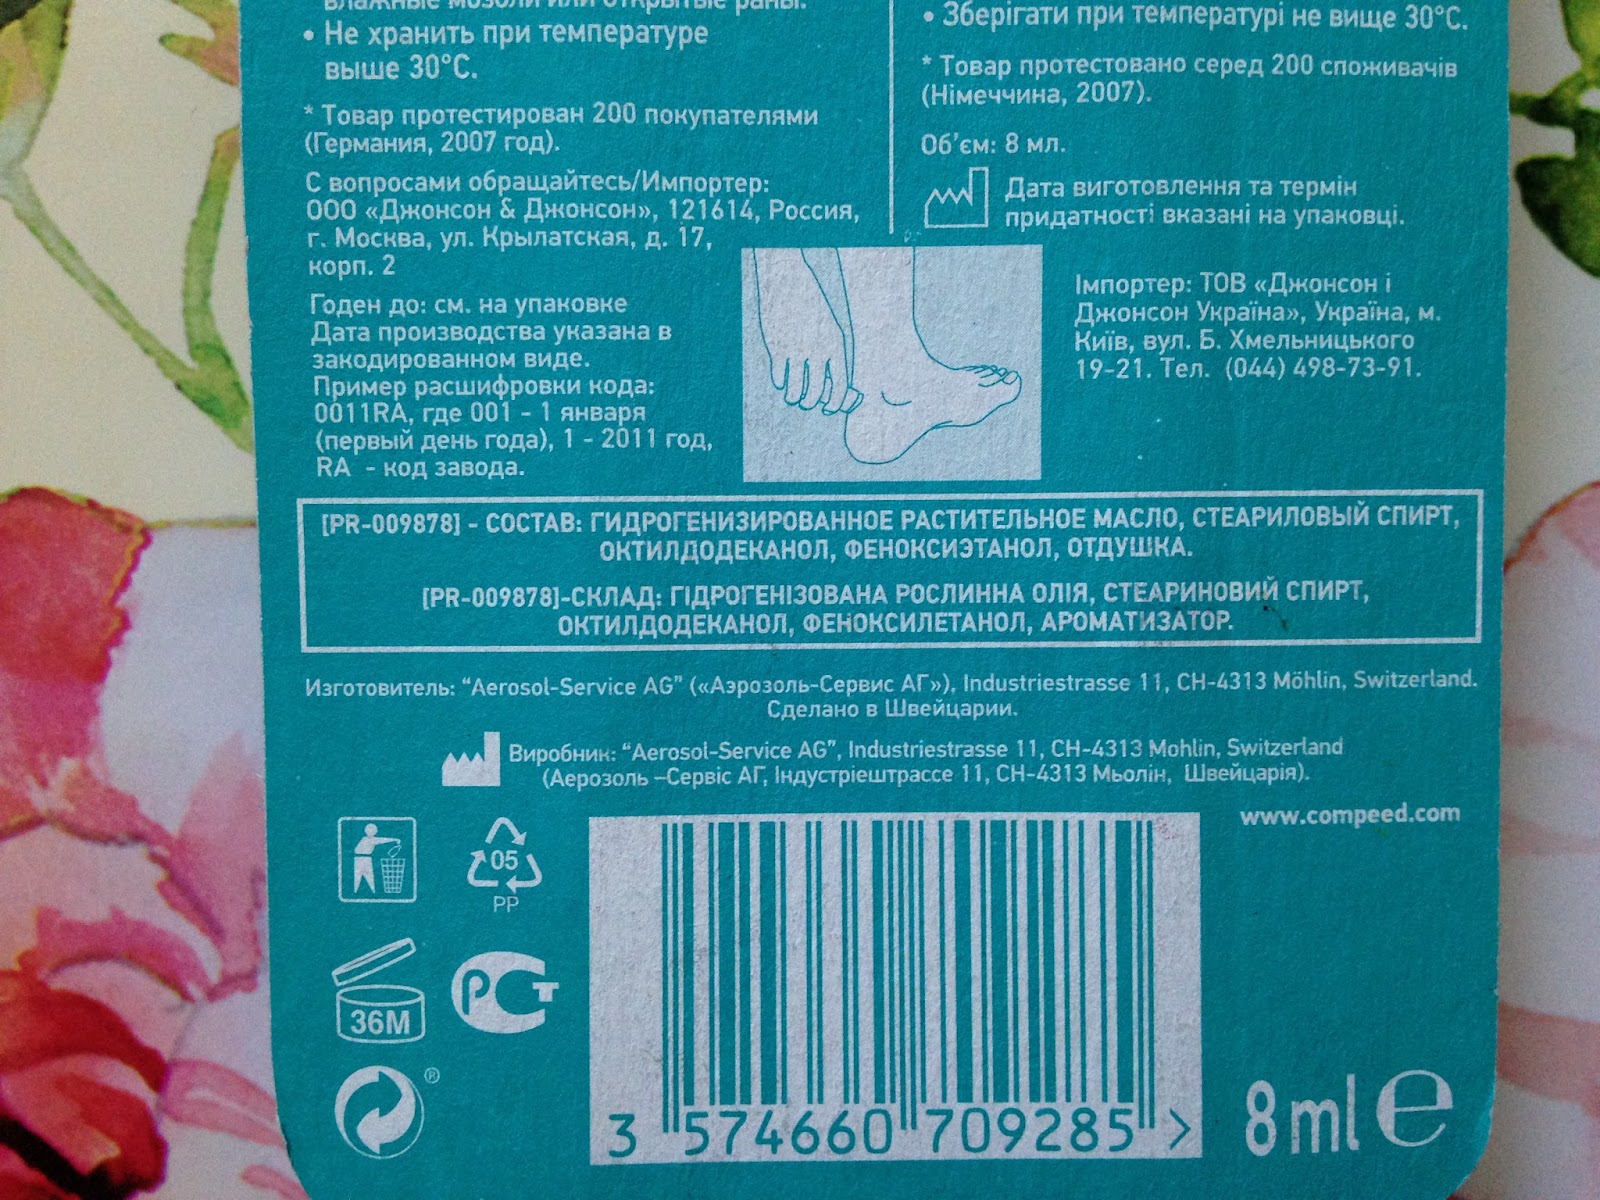 влажные мозоли или открытые раны.
• Не хранить при температуре
выше 30°С.
* Товар протестирован 200 покупателями
(Германия, 2007 год).
С вопросами обращайтесь/Импортер:
ООО «Джонсон & Джонсон», 121614, Россия,
г. Москва, ул. Крылатская, д. 17,
корп. 2
Годен до: см. на упаковке
Дата производства указана в
закодированном виде.
Пример расшифровки кода:
0011RA, где 001 - 1 января
(первый день года), 1 - 2011 год,
RA - код завода.
• Зберігати при температурі не вище 30°С.
* Товар протестовано серед 200 споживачів
(Німеччина, 2007).
Об'єм: 8 мл.
Дата виготовлення та термін
придатності вказані на упаковці.
Імпортер: ТОВ «Джонсон і
Джонсон Україна», Україна, м.
Київ, вул. Б. Хмельницького
19-21. Тел. (044) 498-73-91.
[PR-009878] - СОСТАВ: ГИДРОГЕНИЗИРОВАННОЕ РАСТИТЕЛЬНОЕ МАСЛО, СТЕАРИЛОВЫЙ СПИРТ,
ОКТИЛДОДЕКАНОЛ, ФЕНОКСИЭТАНОЛ, ОТДУШКА.
[PR-009878]-СКЛАД: ГІДРОГЕНІЗОВАНА РОСЛИННА ОЛІЯ, СТЕАРИНОВИЙ СПИРТ,
ОКТИЛДОДЕКАНОЛ, ФЕНОКСИЛЕТАНОЛ, АРОМАТИЗАТОР.
Изготовитель: “Aerosol-Service AG” («Аэрозоль-Сервис АГ»), Industriestrasse 11, CH-4313 Möhlin, Switzerland.
Сделано в Швейцарии.
Виробник: “Aerosol-Service AG”, Industriestrasse 11, CH-4313 Mohlin, Switzerland
(Аерозоль –Сервіс АГ, Індустріештрассе 11, CH-4313 Мьолін, Швейцарія).
www.compeed.com
05
PP
36M
РСТ
®
3 574660 709285 >
8 ml e